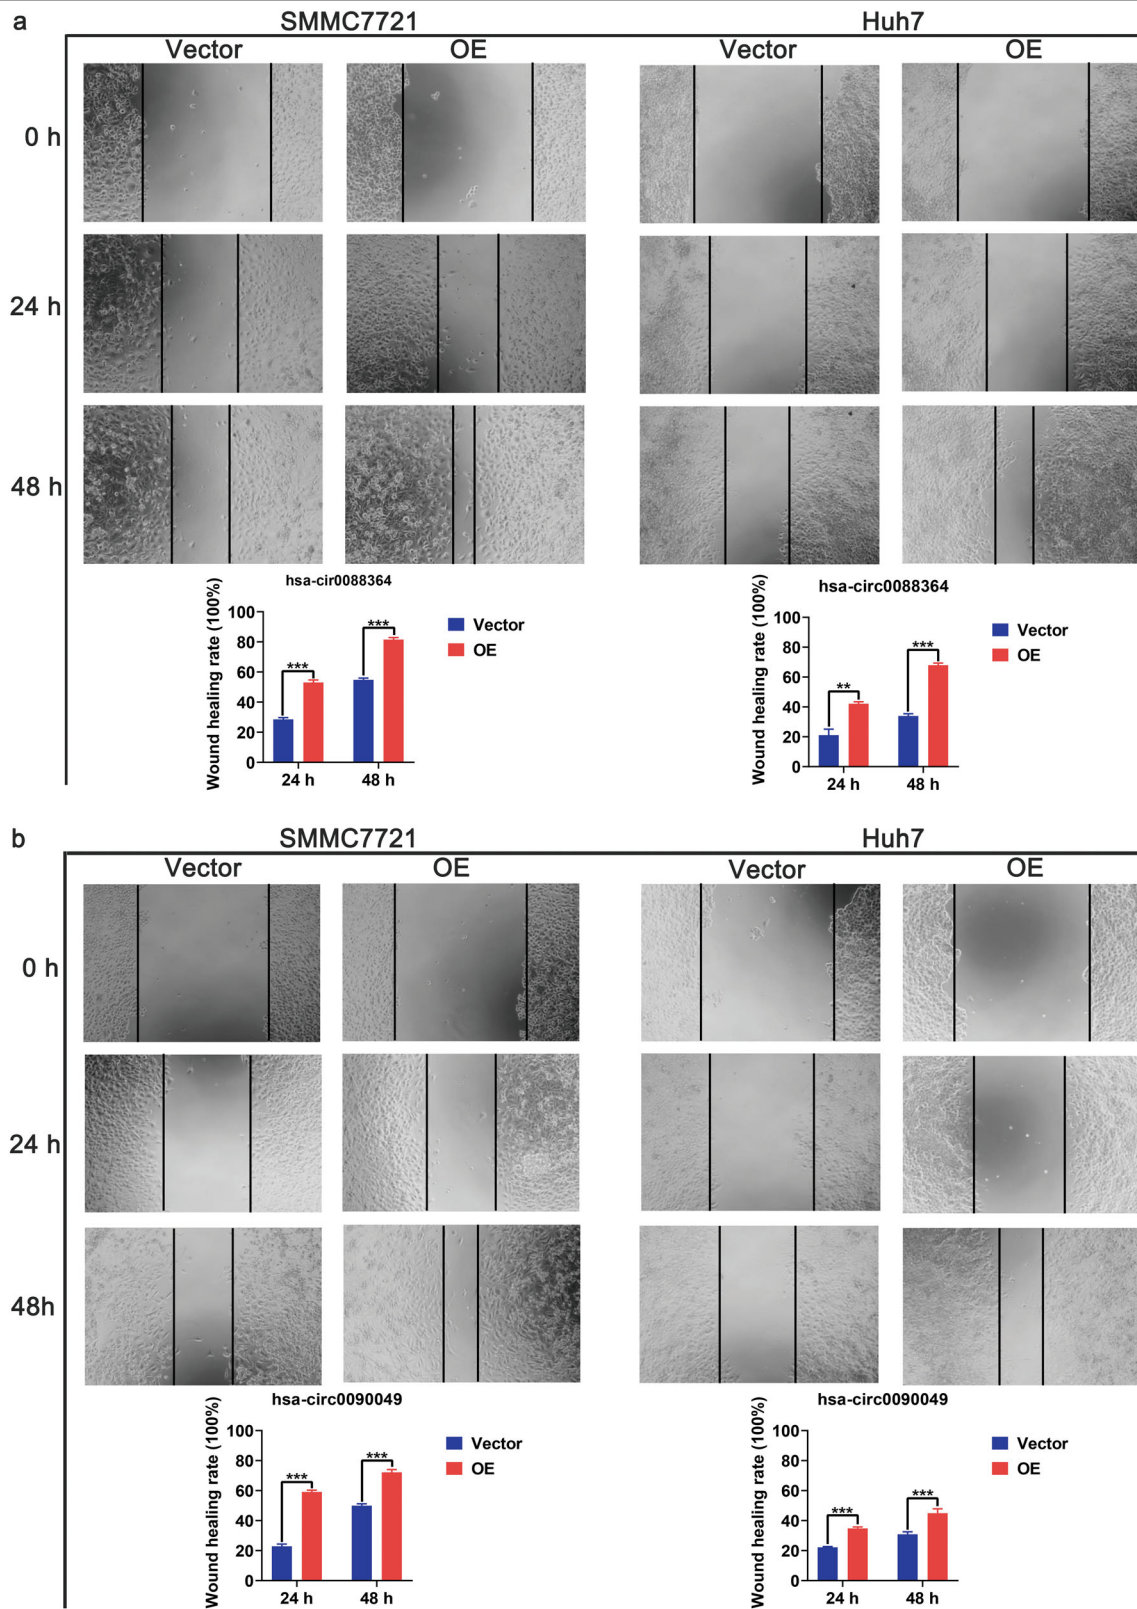 a
SMMC7721 Huh7
Vector OE Vector OE
0 h
24 h
48 h
hsa-cir0088364
Wound healing rate (100%)
100
80
60
40
20
0
***
***
24 h 48 h
Vector
OE
hsa-circ0088364
Wound healing rate (100%)
100
80
60
40
20
0
**
***
24 h 48 h
Vector
OE
b
SMMC7721 Huh7
Vector OE Vector OE
0 h
24 h
48h
hsa-circ0090049
Wound healing rate (100%)
100
80
60
40
20
0
***
***
24 h 48 h
Vector
OE
hsa-circ0090049
Wound healing rate (100%)
100
80
60
40
20
0
***
***
24 h 48 h
Vector
OE